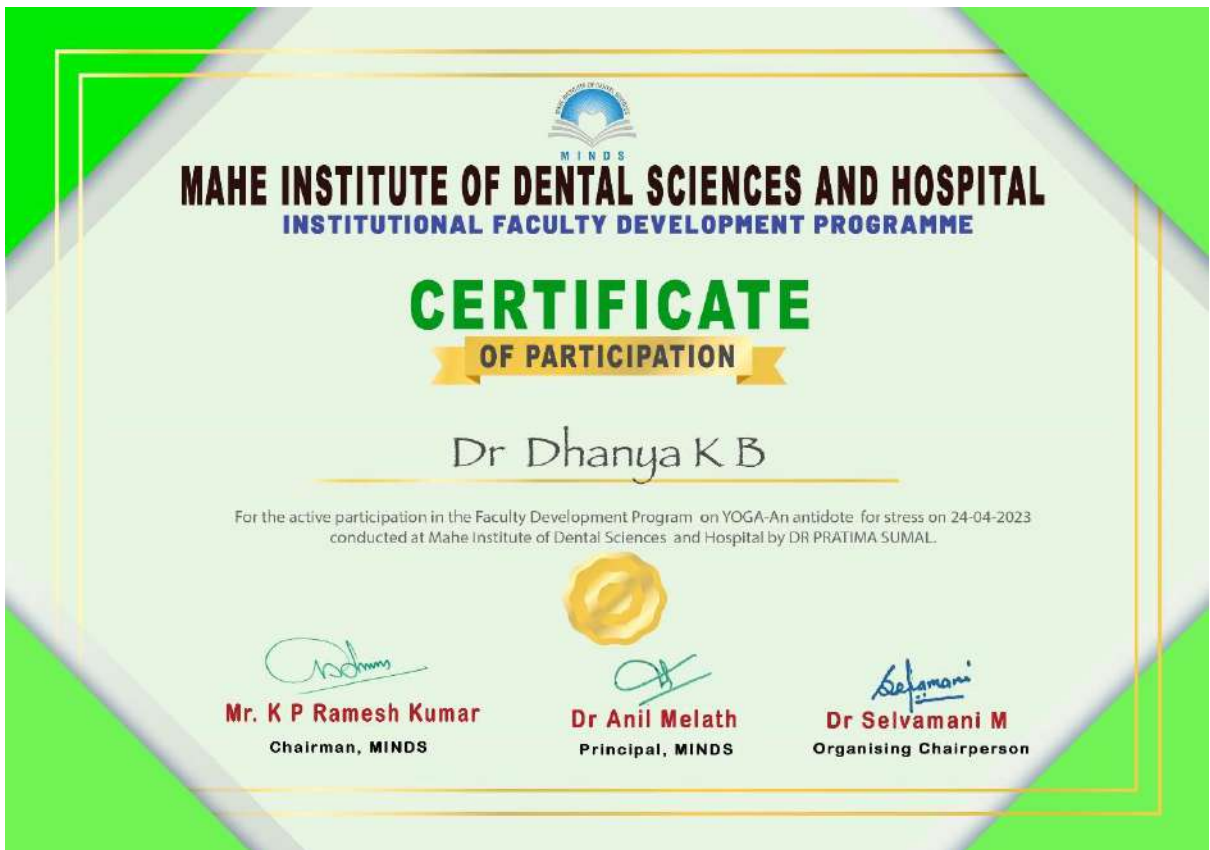 MINDS
MAHE INSTITUTE OF DENTAL SCIENCES AND HOSPITAL
INSTITUTIONAL FACULTY DEVELOPMENT PROGRAMME
CERTIFICATE
OF PARTICIPATION
Dr Dhanya K B
For the active participation in the Faculty Development Program on YOGA-An antidote for stress on 24-04-2023
conducted at Mahe Institute of Dental Sciences and Hospital by DR PRATIMA SUMAL.
Selvamani
Mr. K P Ramesh Kumar
Dr Anil Melath
Dr Selvamani M
Chairman, MINDS
Principal, MINDS
Organising Chairperson